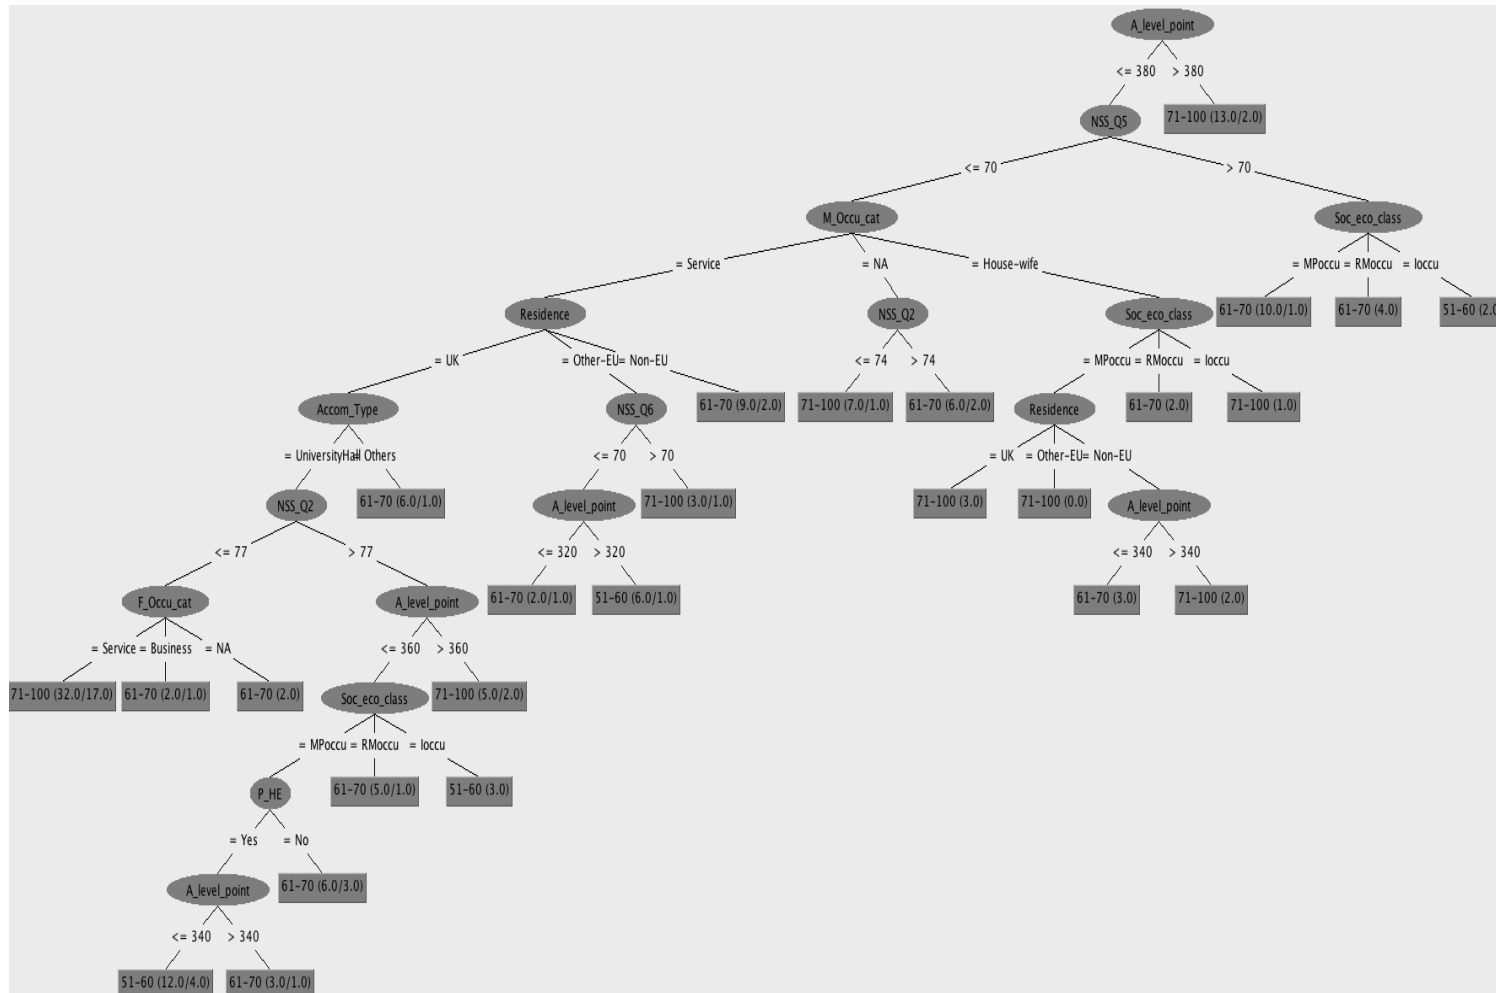 A_level_point
<= 380 > 380
71-100 (13.0/2.0)
NSS_Q5
<= 70 > 70
M_Occu_cat Soc_eco_class
= Service = NA = House-wife = MPoccu = RMoccu = Ioccu
Residence NSS_Q2 Soc_eco_class 61-70 (10.0/1.0) 61-70 (4.0) 51-60 (2.0
= UK = Other-EU = Non-EU <= 74 > 74 = MPoccu = RMoccu = Ioccu
Accom_Type NSS_Q6 61-70 (9.0/2.0) 71-100 (7.0/1.0) 61-70 (6.0/2.0) Residence 61-70 (2.0) 71-100 (1.0)
= UniversityHall = Others <= 70 > 70 = UK = Other-EU = Non-EU
NSS_Q2 61-70 (6.0/1.0) A_level_point 71-100 (3.0/1.0) 71-100 (3.0) 71-100 (0.0) A_level_point
<= 77 > 77 <= 320 > 320 <= 340 > 340
F_Occu_cat A_level_point 61-70 (2.0/1.0) 51-60 (6.0/1.0) 61-70 (3.0) 71-100 (2.0)
= Service = Business = NA <= 360 > 360
71-100 (32.0/17.0) 61-70 (2.0/1.0) 61-70 (2.0) Soc_eco_class 71-100 (5.0/2.0)
= MPoccu = RMoccu = Ioccu
P_HE 61-70 (5.0/1.0) 51-60 (3.0)
= Yes = No
A_level_point 61-70 (6.0/3.0)
<= 340 > 340
51-60 (12.0/4.0) 61-70 (3.0/1.0)